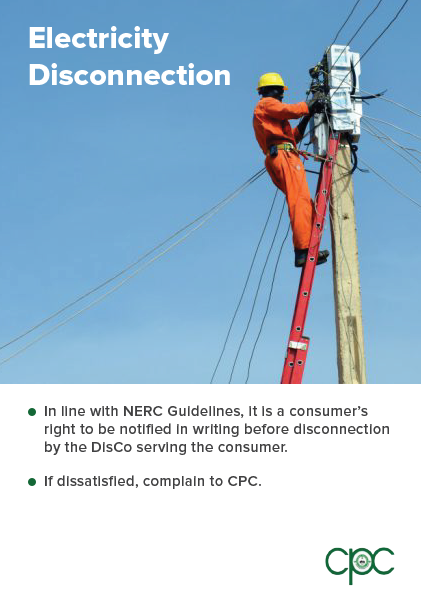 Electricity
Disconnection
In line with NERC Guidelines, it is a consumer's
right to be notified in writing before disconnection
by the DisCo serving the consumer.
If dissatisfied, complain to CPC.
cpc